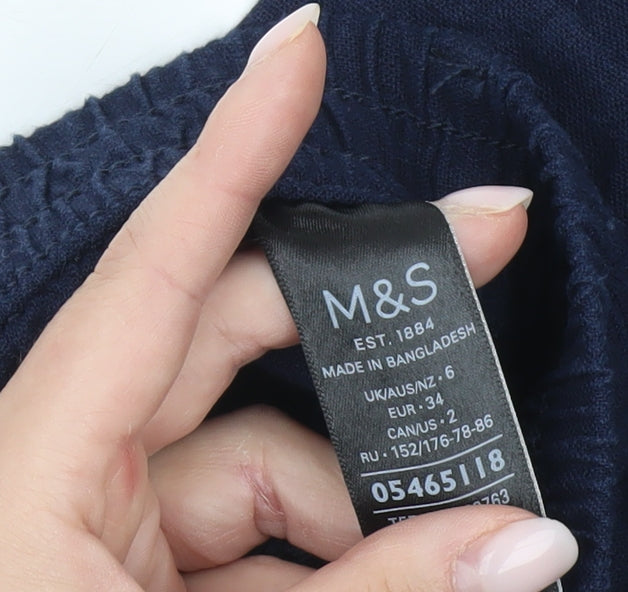 M&S
EST. 1884
MADE IN BANGLADESH
UK/AUS/NZ • 6
EUR • 34
CAN/US • 2
RU • 152/176-78-86
05465118